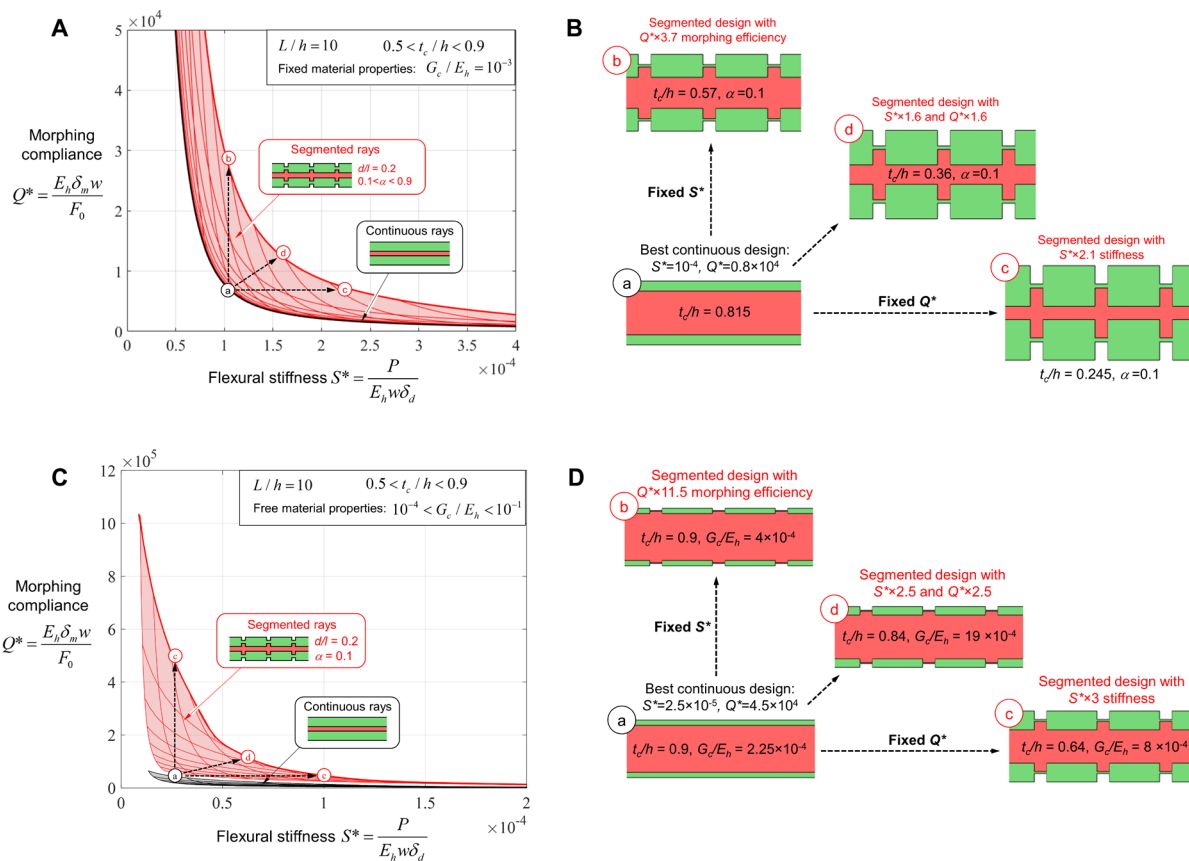 A
×10⁴
5
4
3
2
1
0
0
0.5
1
1.5
2
2.5
3
3.5
4
×10⁻⁴
L / h = 10    0.5 < t_c / h < 0.9
Fixed material properties: G_c / E_h = 10⁻³
Morphing
compliance
Q* = E_h δ_m w / F_0
Segmented rays
d/l = 0.2
0.1<α < 0.9
Continuous rays
a
b
c
d
Flexural stiffness S* = P / E_h w δ_d
B
Segmented design with
Q*×3.7 morphing efficiency
b
t_c/h = 0.57, α =0.1
Segmented design with
S*×1.6 and Q*×1.6
d
t_c/h = 0.36, α =0.1
Fixed S*
Best continuous design:
S*=10⁻⁴, Q*=0.8×10⁴
a
t_c/h = 0.815
Fixed Q*
Segmented design with
S*×2.1 stiffness
c
t_c/h = 0.245, α =0.1
C
×10⁵
12
10
8
6
4
2
0
0
0.5
1
1.5
2
×10⁻⁴
L / h = 10    0.5 < t_c / h < 0.9
Free material properties: 10⁻⁴ < G_c / E_h < 10⁻¹
Morphing
compliance
Q* = E_h δ_m w / F_0
Segmented rays
d/l = 0.2
α = 0.1
Continuous rays
c
a
d
c
Flexural stiffness S* = P / E_h w δ_d
D
Segmented design with
Q*×11.5 morphing efficiency
b
t_c/h = 0.9, G_c/E_h = 4×10⁻⁴
Segmented design with
S*×2.5 and Q*×2.5
d
t_c/h = 0.84, G_c/E_h = 19 ×10⁻⁴
Fixed S*
Best continuous design:
S*=2.5×10⁻⁵, Q*=4.5×10⁴
a
t_c/h = 0.9, G_c/E_h = 2.25×10⁻⁴
Fixed Q*
Segmented design with
S*×3 stiffness
c
t_c/h = 0.64, G_c/E_h = 8 ×10⁻⁴